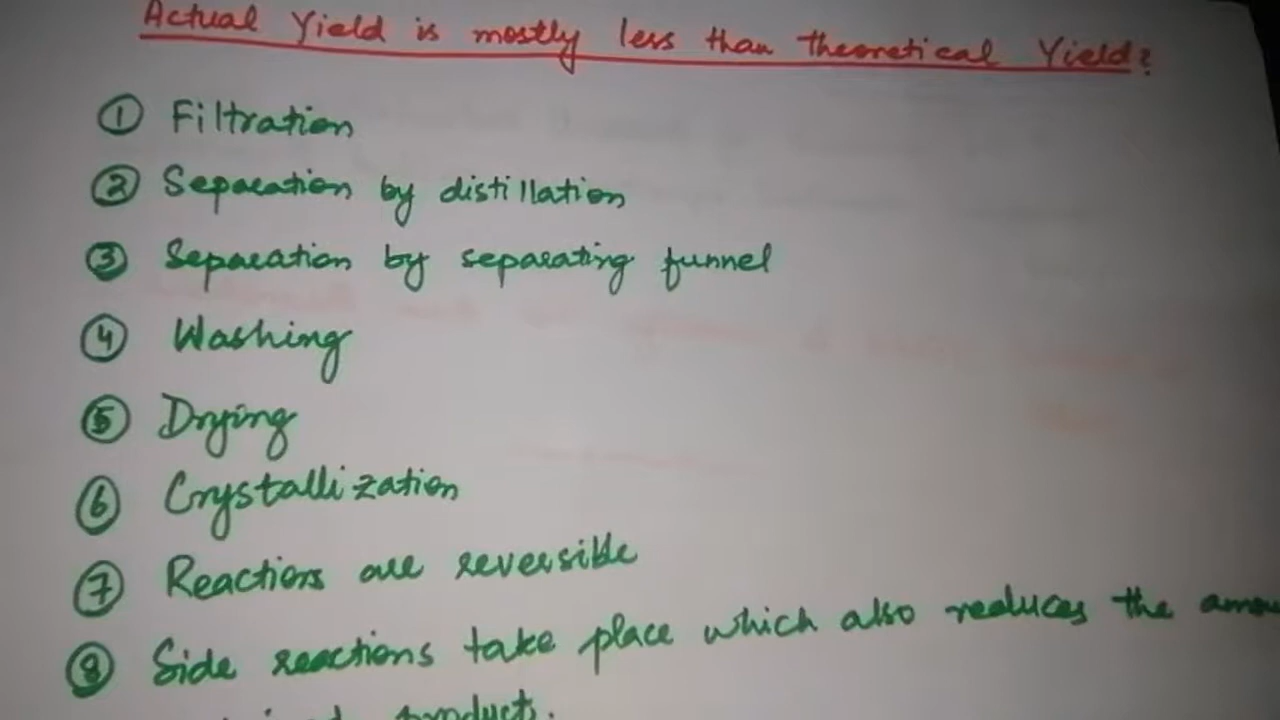 Actual Yield is mostly less than theoretical Yield?
① Filtration
② Separation by distillation
③ Separation by separating funnel
④ Washing
⑤ Drying
⑥ Crystallization
⑦ Reactions are reversible
⑧ Side reactions take place which also reduces the
product.